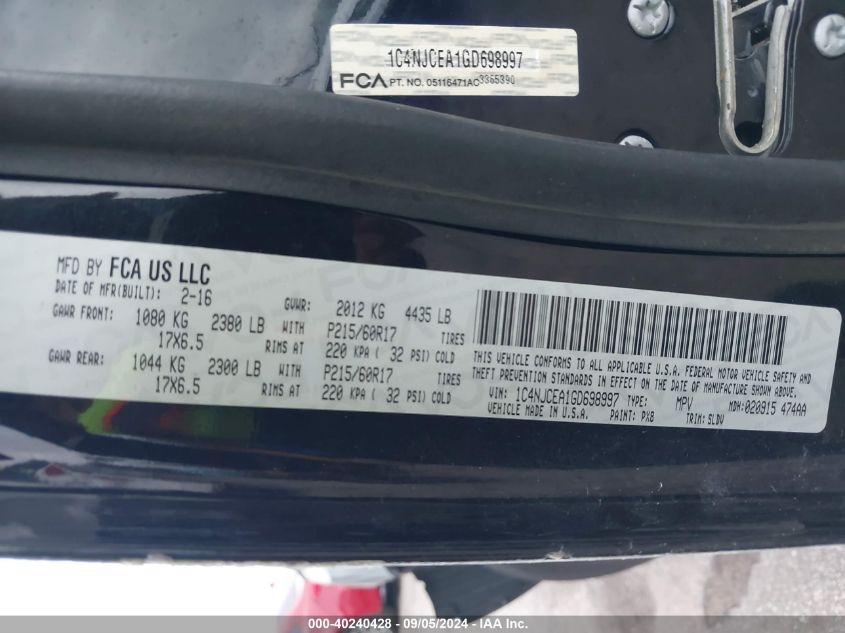 1C4NJCEA1GD698997
FCA PT. NO. 05116471AC 3365390
MFD BY FCA US LLC
DATE OF MFR(BUILT): 2-16 GVWR: 2012 KG 4435 LB
GAWR FRONT: 1080 KG 2380 LB WITH P215/60R17 TIRES
17X6.5 RIMS AT 220 KPA ( 32 PSI) COLD
GAWR REAR: 1044 KG 2300 LB WITH P215/60R17 TIRES
17X6.5 RIMS AT 220 KPA ( 32 PSI) COLD
THIS VEHICLE CONFORMS TO ALL APPLICABLE U.S.A. FEDERAL MOTOR VEHICLE SAFETY AND
THEFT PREVENTION STANDARDS IN EFFECT ON THE DATE OF MANUFACTURE SHOWN ABOVE.
VIN: 1C4NJCEA1GD698997 TYPE: MPV MDH:020915 474AA
VEHICLE MADE IN U.S.A. PAINT: PX8 TRIM: SLDV
000-40240428 - 09/05/2024 - IAA Inc.